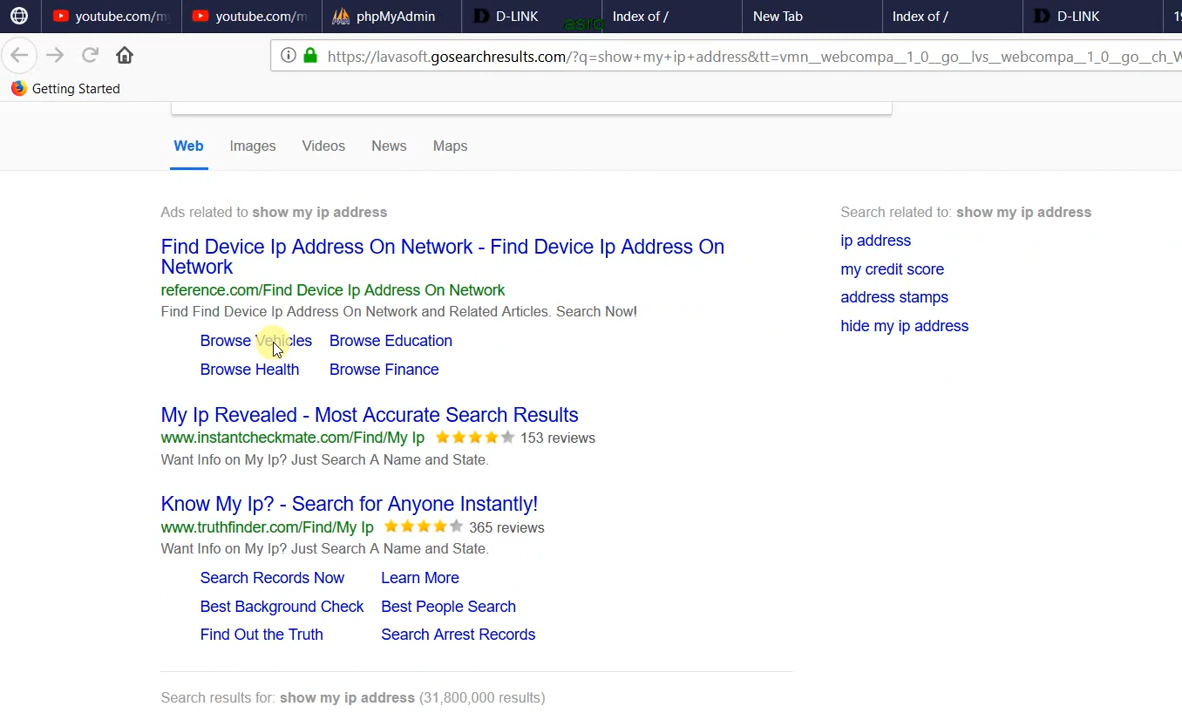 youtube.com/my
youtube.com/m
phpMyAdmin
D-LINK
Index of /
New Tab
Index of /
D-LINK
https://lavasoft.gosearchresults.com/?q=show+my+ip+address&tt=vmn__webcompa__1_0__go__lvs__webcompa__1_0__go__ch_W
Getting Started
Web
Images
Videos
News
Maps
Ads related to show my ip address
Find Device Ip Address On Network - Find Device Ip Address On
Network
reference.com/Find Device Ip Address On Network
Find Find Device Ip Address On Network and Related Articles. Search Now!
Browse Vehicles
Browse Education
Browse Health
Browse Finance
My Ip Revealed - Most Accurate Search Results
www.instantcheckmate.com/Find/My Ip 153 reviews
Want Info on My Ip? Just Search A Name and State.
Know My Ip? - Search for Anyone Instantly!
www.truthfinder.com/Find/My Ip 365 reviews
Want Info on My Ip? Just Search A Name and State.
Search Records Now
Learn More
Best Background Check
Best People Search
Find Out the Truth
Search Arrest Records
Search results for: show my ip address (31,800,000 results)
Search related to: show my ip address
ip address
my credit score
address stamps
hide my ip address